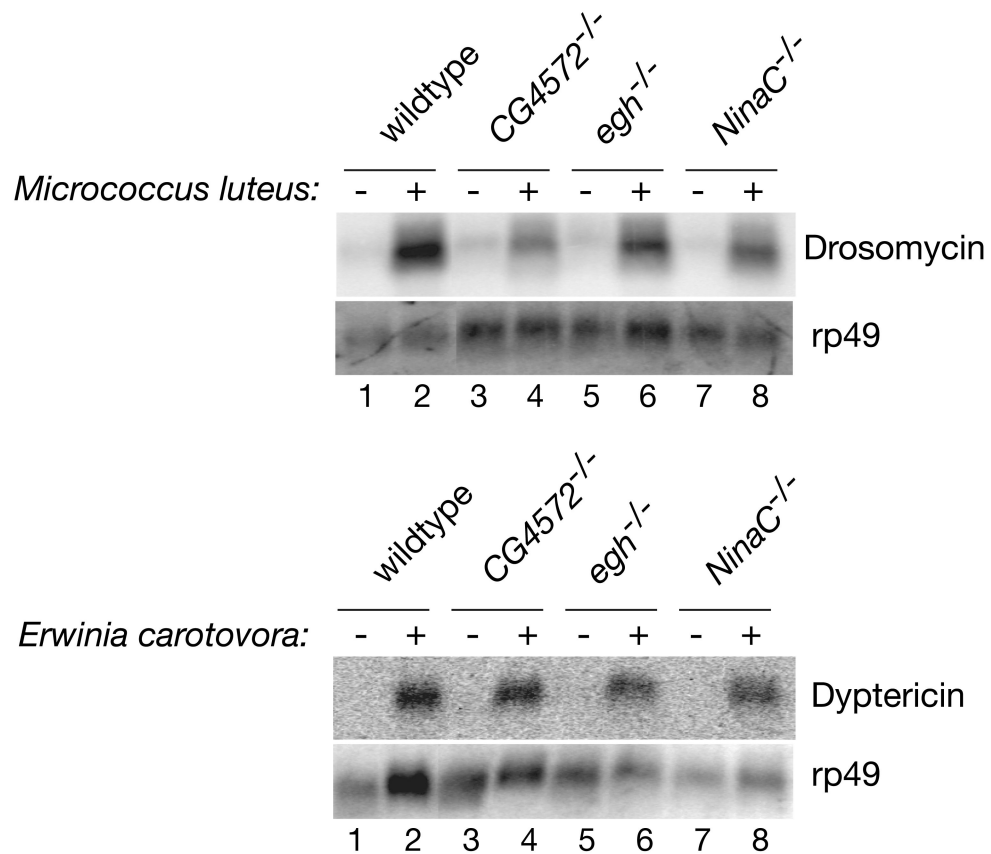 wildtype CG4572-/- egh-/- NinaC-/-
Micrococcus luteus: - + - + - + - +
Drosomycin
rp49
1 2 3 4 5 6 7 8
wildtype CG4572-/- egh-/- NinaC-/-
Erwinia carotovora: - + - + - + - +
Dyptericin
rp49
1 2 3 4 5 6 7 8